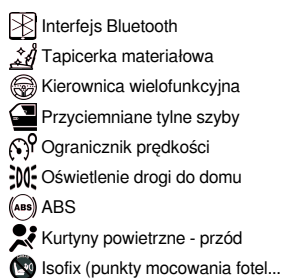 Interfejs Bluetooth
Tapicerka materiałowa
Kierownica wielofunkcyjna
Przyciemniane tylne szyby
Ogranicznik prędkości
Oświetlenie drogi do domu
ABS ABS
Kurtyny powietrzne - przód
Isofix (punkty mocowania fotel...